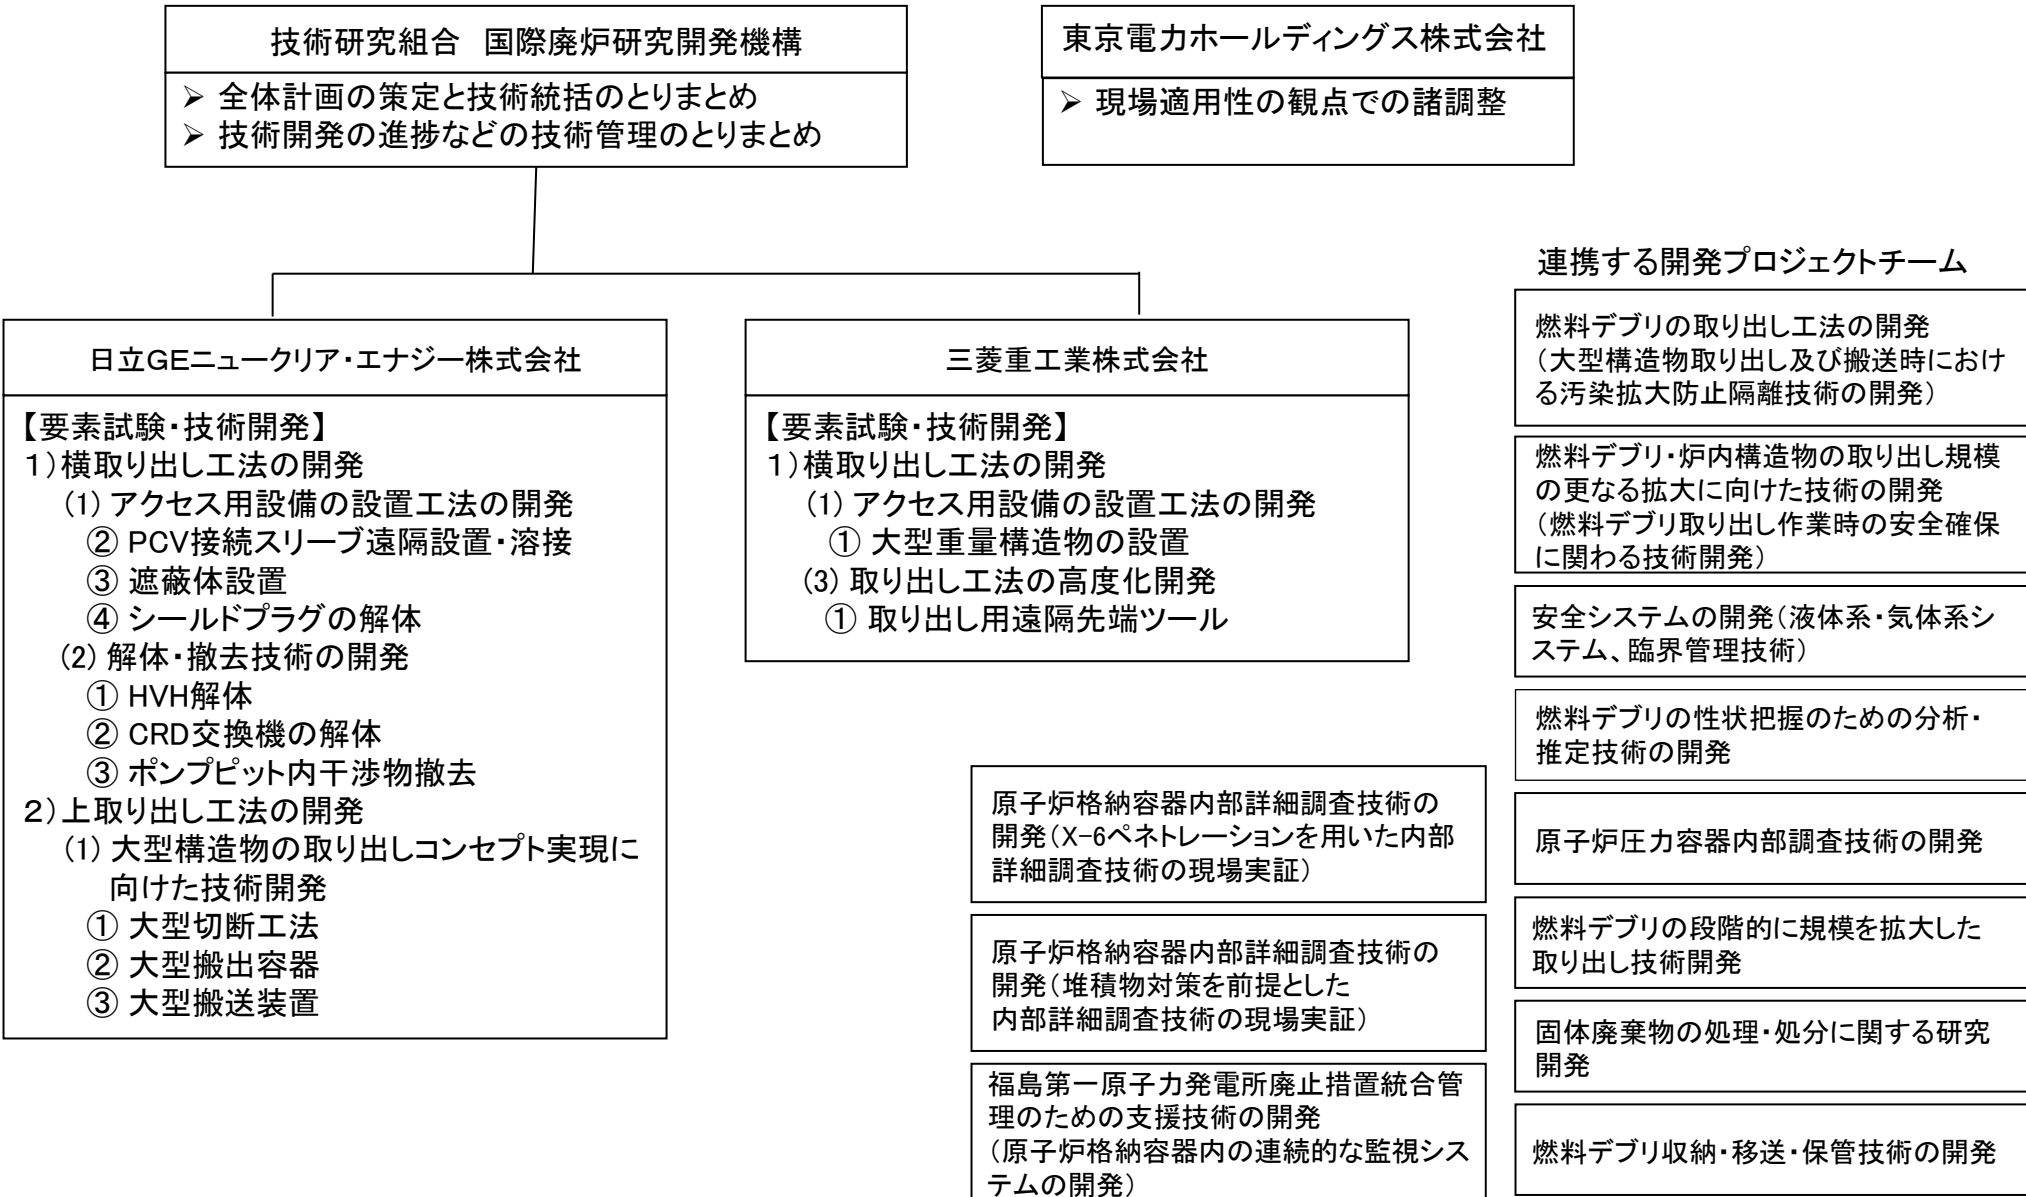 技術研究組合　国際廃炉研究開発機構
➢ 全体計画の策定と技術統括のとりまとめ
➢ 技術開発の進捗などの技術管理のとりまとめ
東京電力ホールディングス株式会社
➢ 現場適用性の観点での諸調整
日立GEニュークリア・エナジー株式会社
【要素試験・技術開発】
１）横取り出し工法の開発
(1) アクセス用設備の設置工法の開発
② PCV接続スリーブ遠隔設置・溶接
③ 遮蔽体設置
④ シールドプラグの解体
(2) 解体・撤去技術の開発
① HVH解体
② CRD交換機の解体
③ ポンプピット内干渉物撤去
２）上取り出し工法の開発
(1) 大型構造物の取り出しコンセプト実現に
向けた技術開発
① 大型切断工法
② 大型搬出容器
③ 大型搬送装置
三菱重工業株式会社
【要素試験・技術開発】
１）横取り出し工法の開発
(1) アクセス用設備の設置工法の開発
① 大型重量構造物の設置
(3) 取り出し工法の高度化開発
① 取り出し用遠隔先端ツール
連携する開発プロジェクトチーム
燃料デブリの取り出し工法の開発
（大型構造物取り出し及び搬送時におけ
る汚染拡大防止隔離技術の開発）
燃料デブリ・炉内構造物の取り出し規模
の更なる拡大に向けた技術の開発
（燃料デブリ取り出し作業時の安全確保
に関わる技術開発）
安全システムの開発（液体系・気体系シ
ステム、臨界管理技術）
燃料デブリの性状把握のための分析・
推定技術の開発
原子炉圧力容器内部調査技術の開発
燃料デブリの段階的に規模を拡大した
取り出し技術開発
固体廃棄物の処理・処分に関する研究
開発
燃料デブリ収納・移送・保管技術の開発
原子炉格納容器内部詳細調査技術の
開発（X-6ペネトレーションを用いた内部
詳細調査技術の現場実証）
原子炉格納容器内部詳細調査技術の
開発（堆積物対策を前提とした
内部詳細調査技術の現場実証）
福島第一原子力発電所廃止措置統合管
理のための支援技術の開発
（原子炉格納容器内の連続的な監視シス
テムの開発）